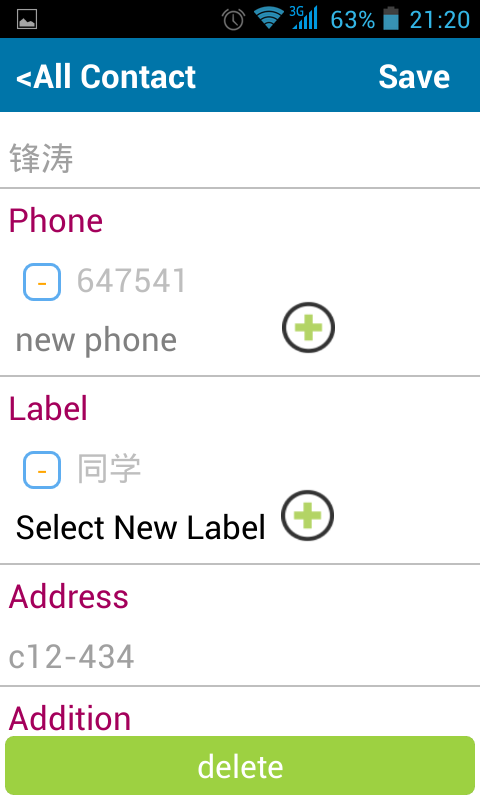 3G 63% 21:20
<All Contact Save
锋涛
Phone
- 647541
new phone
Label
- 同学
Select New Label
Address
c12-434
Addition
delete